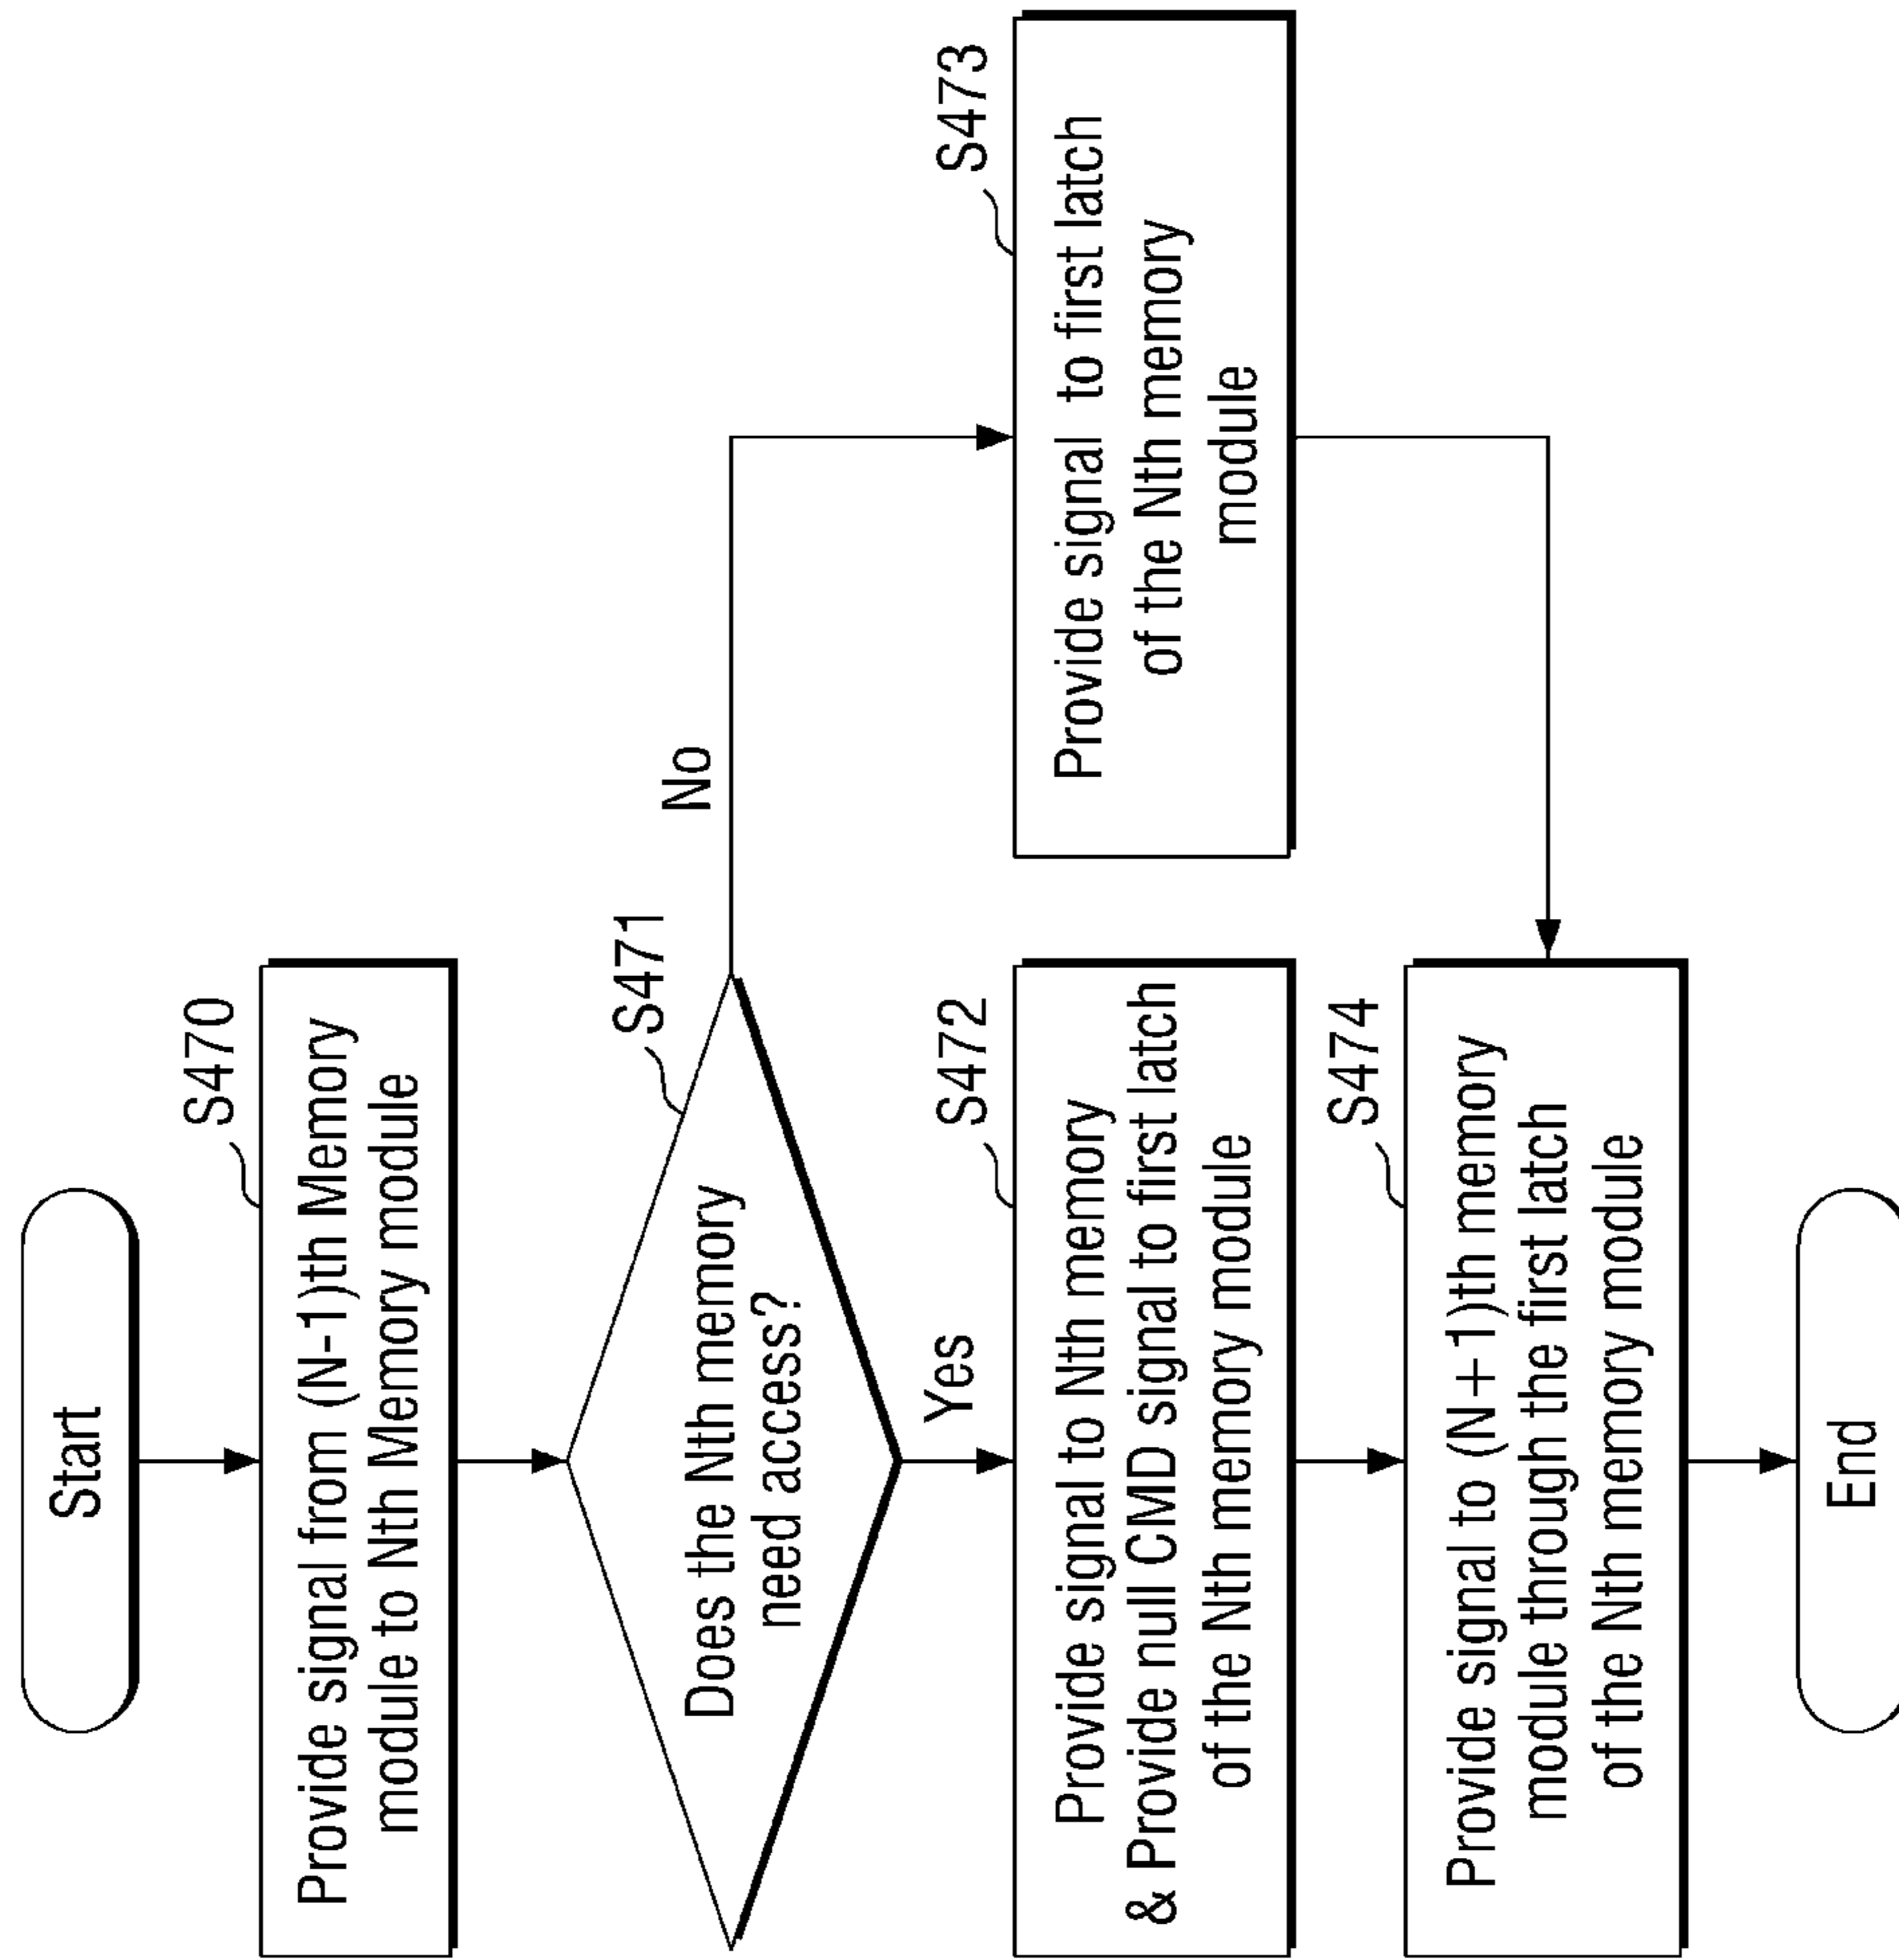 Start
S470
Provide signal from (N-1)th Memory
module to Nth Memory module
S471
Does the Nth memory
need access?
No
Yes
S472
Provide signal to Nth memory
& Provide null CMD signal to first latch
of the Nth memory module
S473
Provide signal to first latch
of the Nth memory
module
S474
Provide signal to (N+1)th memory
module through the first latch
of the Nth memory module
End